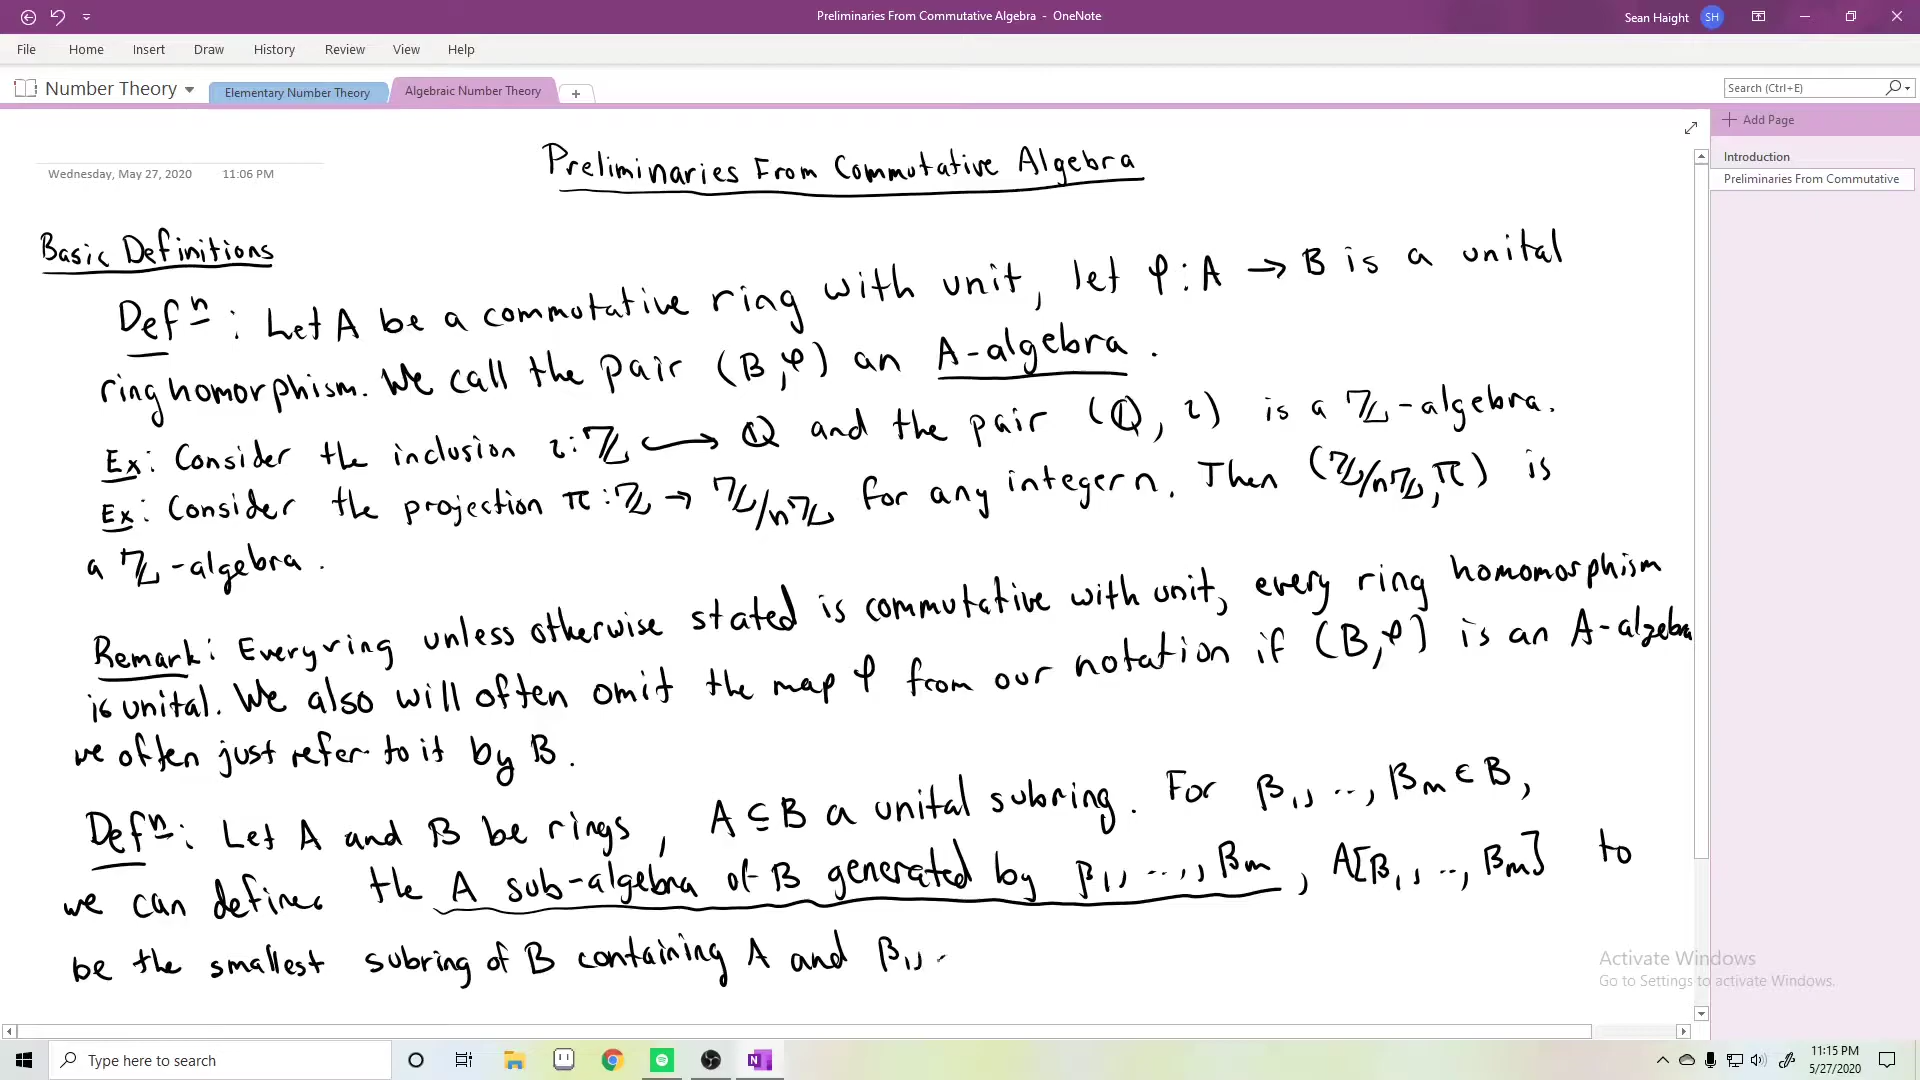 Preliminaries From Commutative Algebra - OneNote
Sean Haight SH
File Home Insert Draw History Review View Help
Number Theory Elementary Number Theory Algebraic Number Theory +
Search (Ctrl+E)
Add Page
Introduction
Preliminaries From Commutative
Wednesday, May 27, 2020 11:06 PM
Preliminaries From Commutative Algebra
Basic Definitions
Defⁿ: Let A be a commutative ring with unit, let φ: A → B is a unital
ring homorphism. We call the pair (B, φ) an A-algebra.
Ex: Consider the inclusion ι: ℤ ↪ ℚ and the pair (ℚ, ι) is a ℤ-algebra.
Ex: Consider the projection π: ℤ → ℤ/nℤ for any integer n. Then (ℤ/nℤ, π) is
a ℤ-algebra.
Remark: Every ring unless otherwise stated is commutative with unit, every ring homomorphism
is unital. We also will often omit the map φ from our notation if (B, φ) is an A-algebra
we often just refer to it by B.
Defⁿ: Let A and B be rings, A ⊆ B a unital subring. For β₁, .., βₘ ∈ B,
we can defines the A sub-algebra of B generated by β₁, ..., βₘ, A[β₁, .., βₘ] to
be the smallest subring of B containing A and β₁, .
Activate Windows
Go to Settings to activate Windows.
Type here to search
11:15 PM
5/27/2020